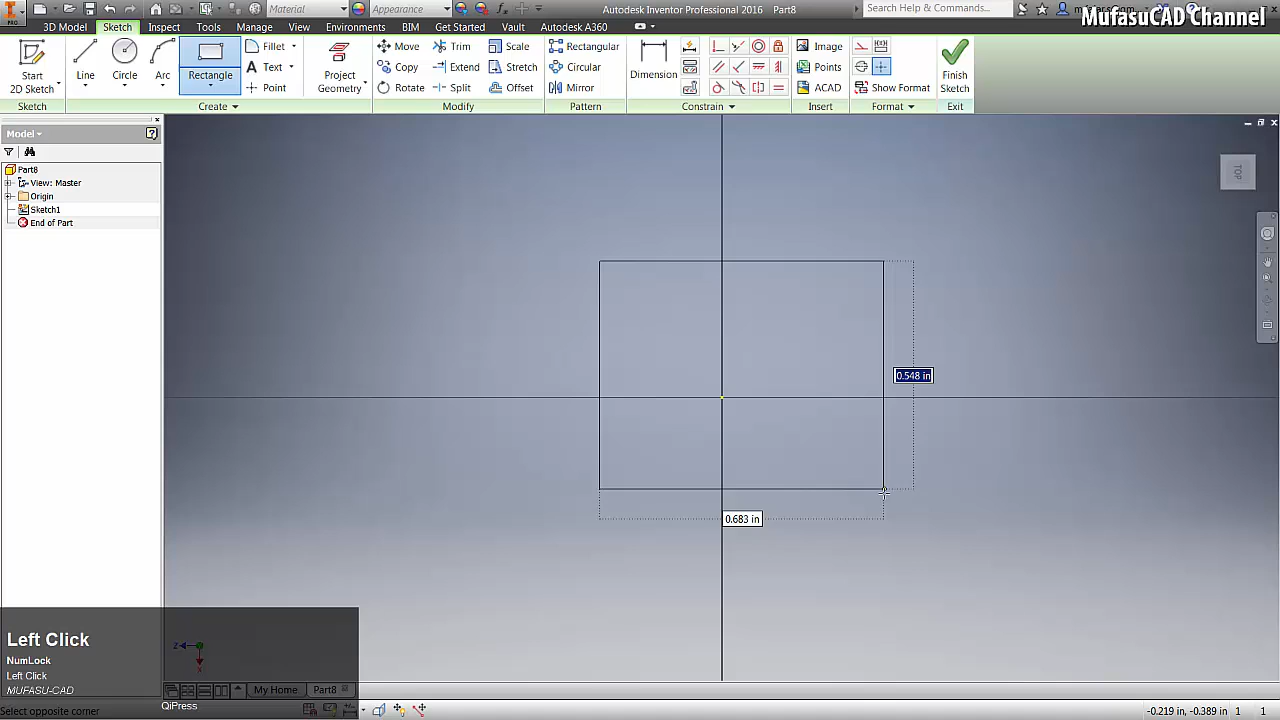 Material
Appearance
Autodesk Inventor Professional 2016 Part8
Search Help & Commands...
MufasuCAD Channel
PRO
3D Model Sketch Inspect Tools Manage View Environments BIM Get Started Vault Autodesk A360
Start
2D Sketch
Line
Circle
Arc
Rectangle
Fillet
Text
Point
Project
Geometry
Move
Copy
Rotate
Trim
Extend
Split
Scale
Stretch
Offset
Rectangular
Circular
Mirror
Dimension
Image
Points
ACAD
Show Format
Finish
Sketch
Sketch Create Modify Pattern Constrain Insert Format Exit
Model
Part8
View: Master
Origin
Sketch1
End of Part
TOP
0.548 in
0.683 in
Left Click
NumLock
Left Click
MUFASU-CAD
Z
X
My Home Part8
QiPress
Select opposite corner
-0.219 in, -0.389 in 1 1